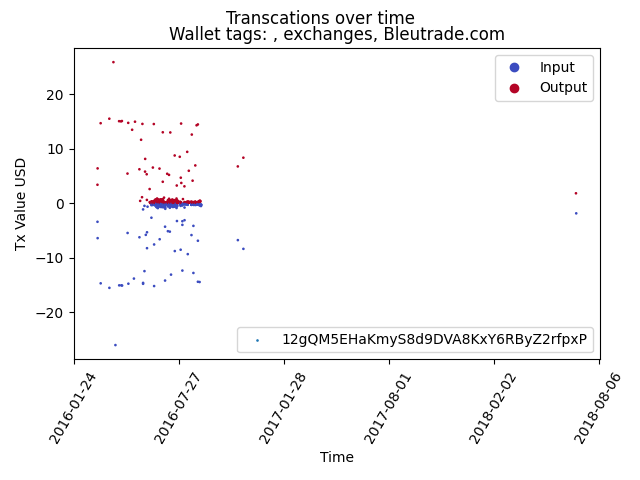 Transcations over time
Wallet tags: , exchanges, Bleutrade.com
Input
Output
Tx Value USD
20
10
0
−10
−20
12gQM5EHaKmyS8d9DVA8KxY6RByZ2rfpxP
2016-01-24
2016-07-27
2017-01-28
2017-08-01
2018-02-02
2018-08-06
Time